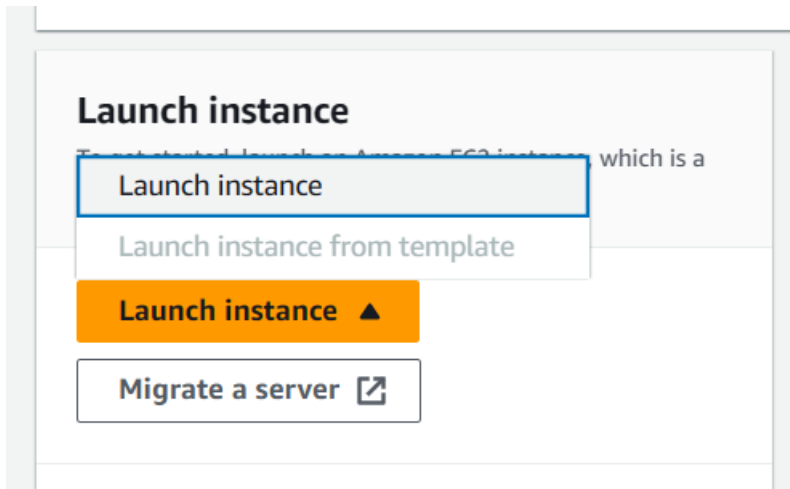 Launch instance
, which is a
Launch instance
Launch instance from template
Launch instance
Migrate a server